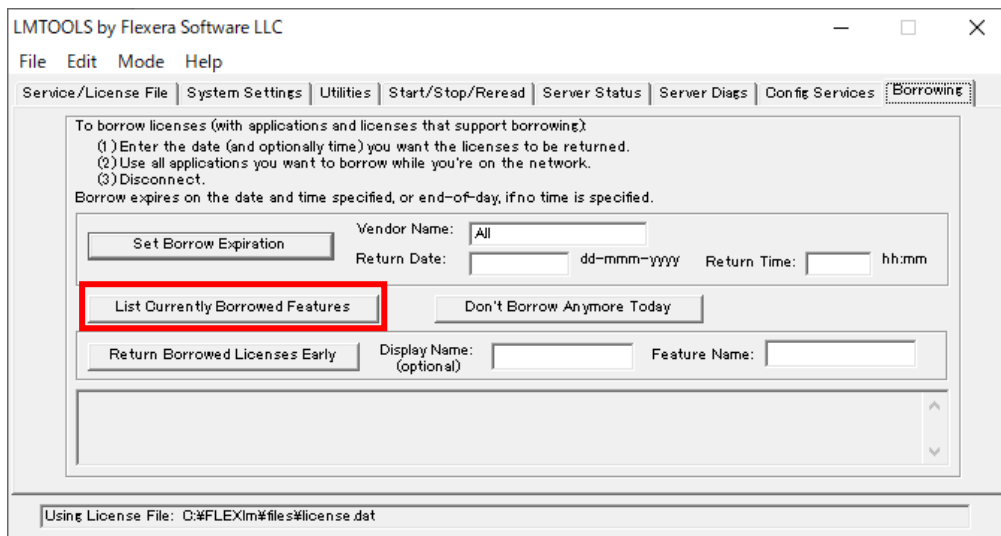 LMTOOLS by Flexera Software LLC
File Edit Mode Help
Service/License File System Settings Utilities Start/Stop/Reread Server Status Server Diags Config Services Borrowing
To borrow licenses (with applications and licenses that support borrowing):
(1) Enter the date (and optionally time) you want the licenses to be returned.
(2) Use all applications you want to borrow while you're on the network.
(3) Disconnect.
Borrow expires on the date and time specified, or end-of-day, if no time is specified.
Set Borrow Expiration Vendor Name: All
Return Date: dd-mmm-yyyy Return Time: hh:mm
List Currently Borrowed Features Don't Borrow Anymore Today
Return Borrowed Licenses Early Display Name: Feature Name:
(optional)
Using License File: C:¥FLEXlm¥files¥license.dat